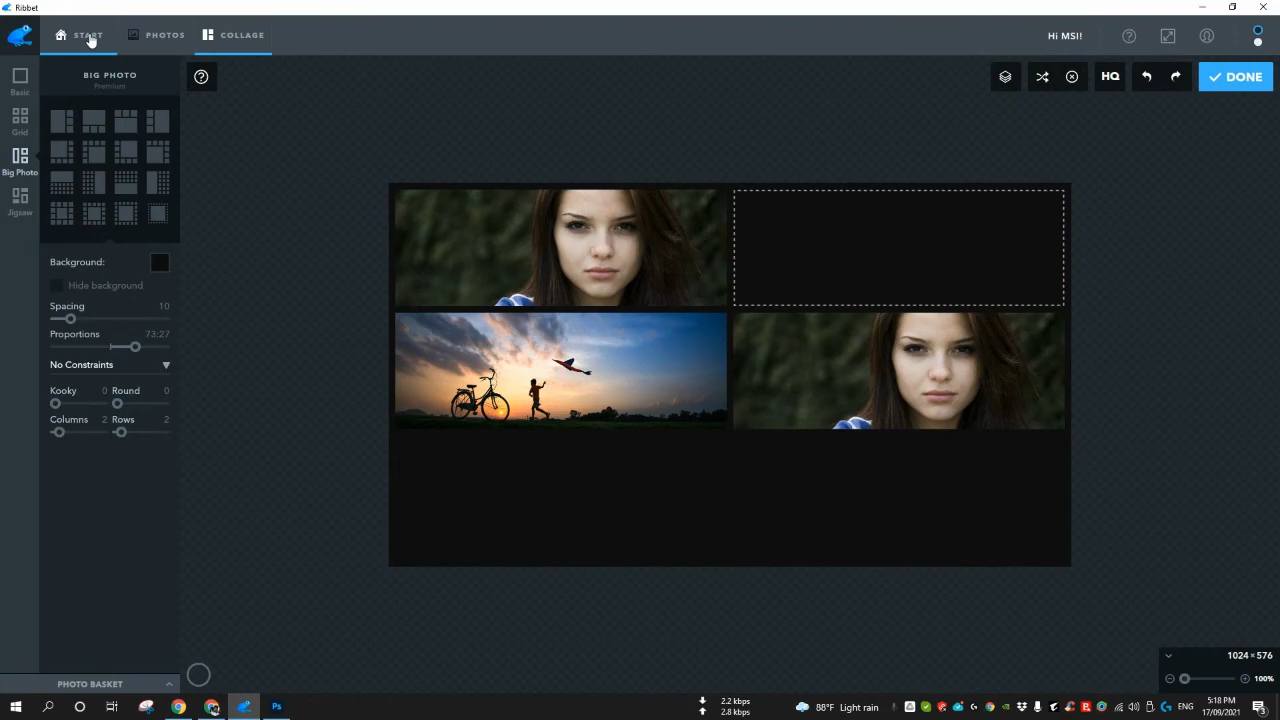 Ribbet
START
PHOTOS
COLLAGE
Hi MSI!
BIG PHOTO
Premium
HQ
DONE
Basic
Grid
Big Photo
Jigsaw
Background:
Hide background
Spacing 10
Proportions 73:27
No Constraints
Kooky 0 Round 0
Columns 2 Rows 2
1024×576
100%
PHOTO BASKET
Ps
2.2 kbps
2.8 kbps
88°F Light rain
ENG
5:18 PM
17/09/2021